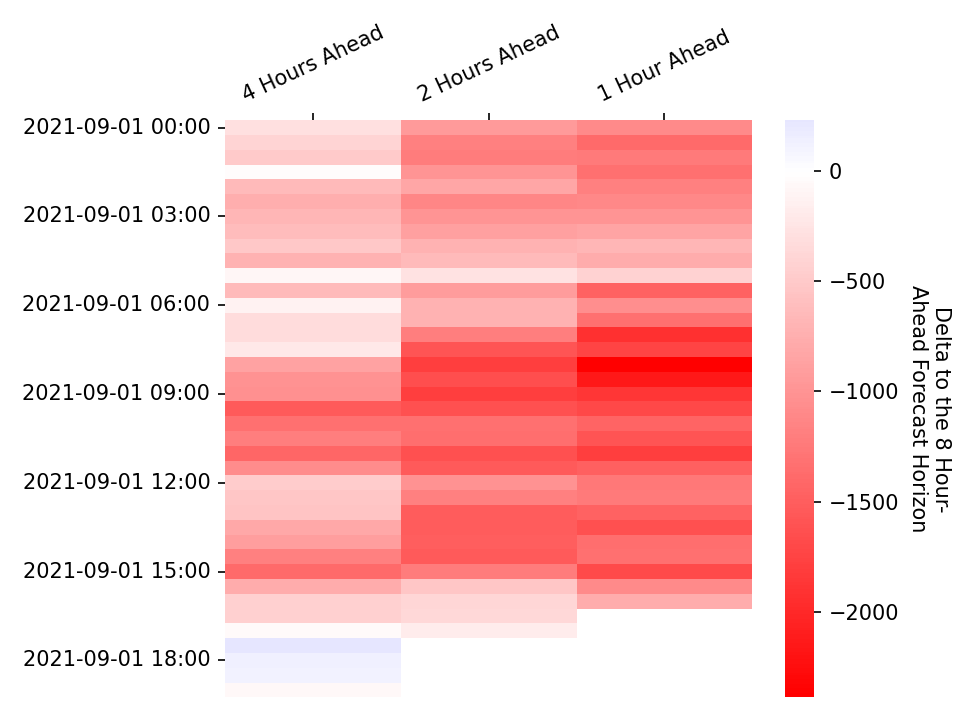 4 Hours Ahead
2 Hours Ahead
1 Hour Ahead
2021-09-01 00:00
2021-09-01 03:00
2021-09-01 06:00
2021-09-01 09:00
2021-09-01 12:00
2021-09-01 15:00
2021-09-01 18:00
0
−500
−1000
−1500
−2000
Delta to the 8 Hour-
Ahead Forecast Horizon